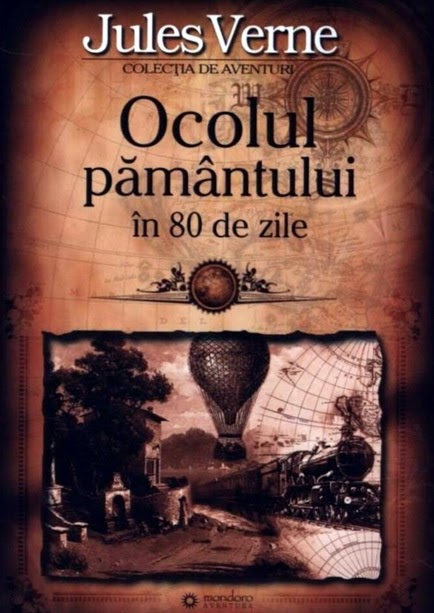 Jules Verne
COLECȚIA DE AVENTURI
Ocolul
pământului
în 80 de zile
mondoro
AVENTURA